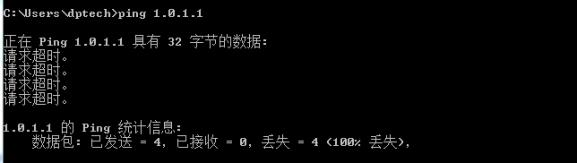 C:\Users\dptech>ping 1.0.1.1
正在 Ping 1.0.1.1 具有 32 字节的数据:
请求超时。
请求超时。
请求超时。
请求超时。
1.0.1.1 的 Ping 统计信息:
数据包: 已发送 = 4, 已接收 = 0, 丢失 = 4 (100% 丢失),